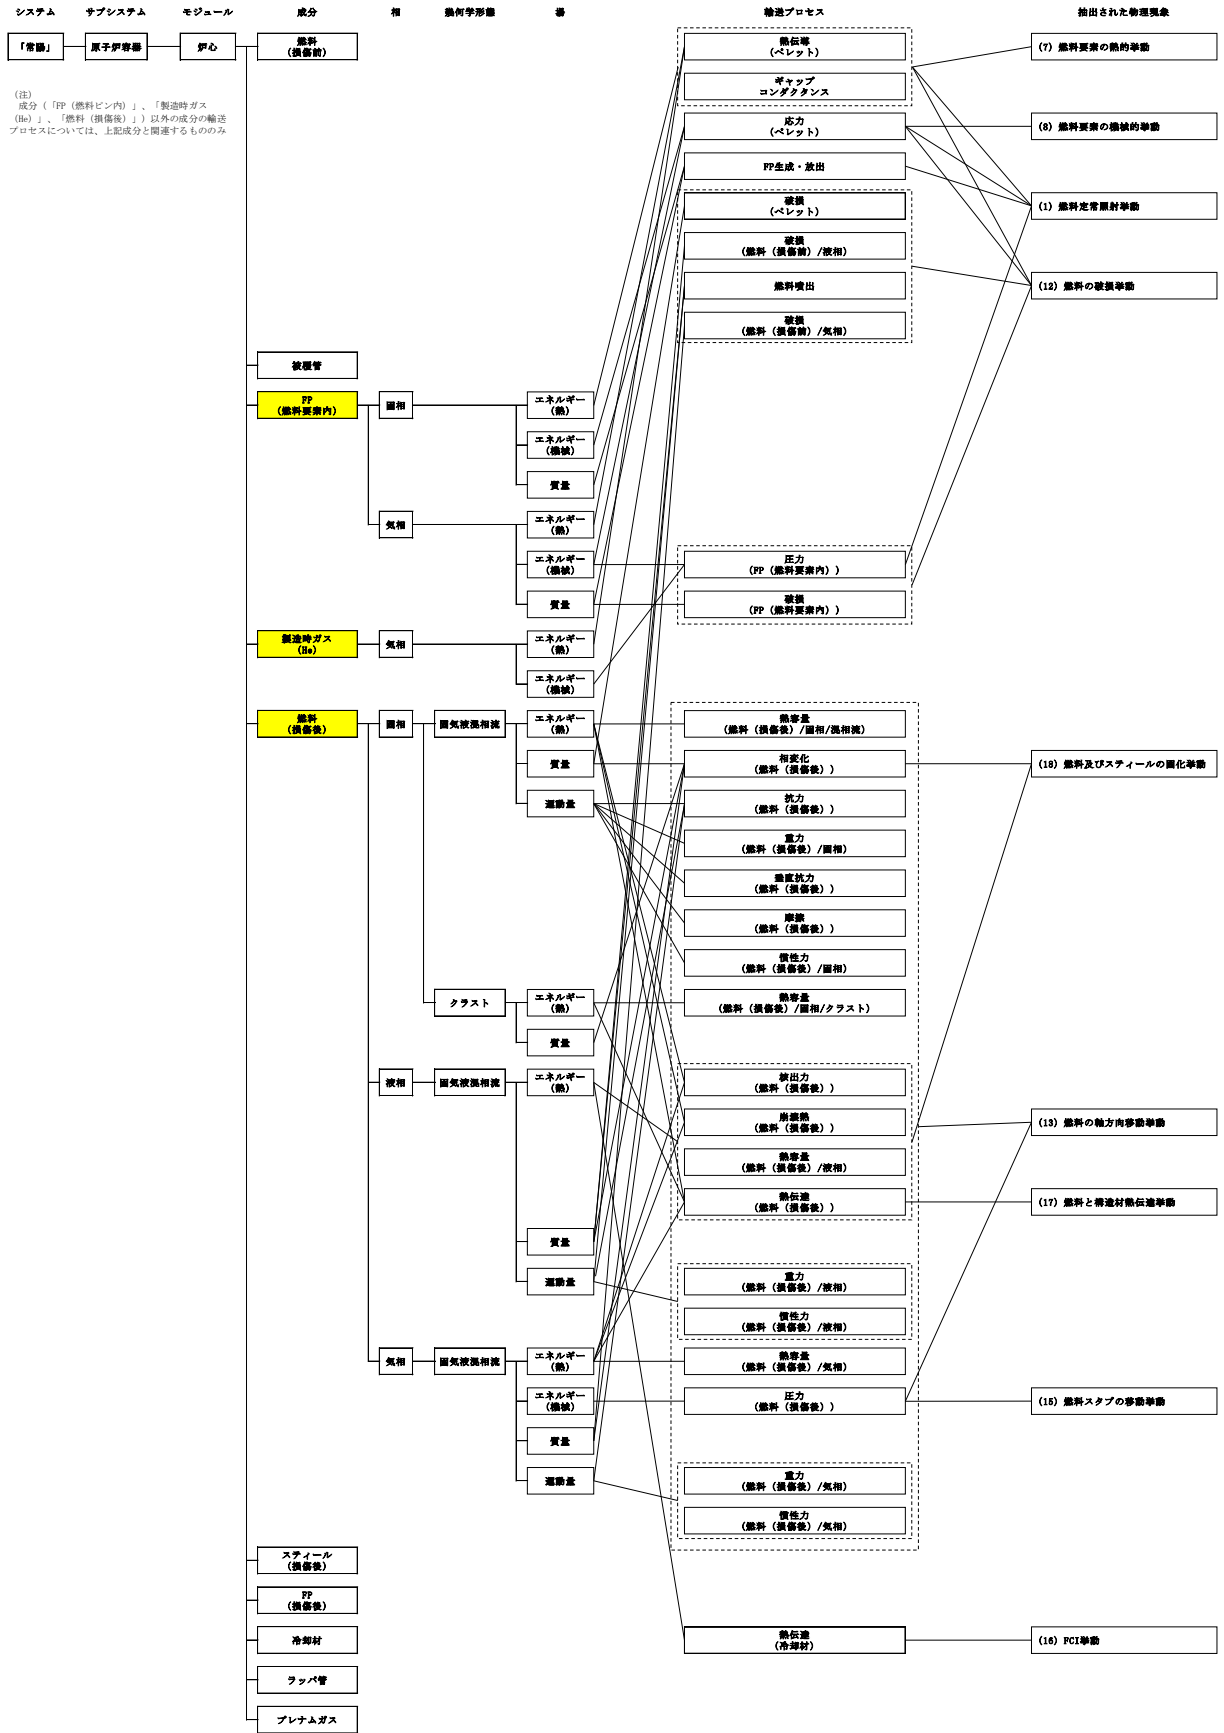 システム サブシステム モジュール 成分 相 幾何学形態 場 輸送プロセス 抽出された物理現象
「常陽」 原子炉容器 炉心
燃料
(損傷前)
熱伝導
(ペレット)
(7) 燃料要素の熱的挙動
ギャップ
コンダクタンス
(注)
成分(「FP(燃料ピン内)」、「製造時ガス
(He)」、「燃料(損傷後)」)以外の成分の輸送
プロセスについては、上記成分と関連するもののみ
応力
(ペレット)
(8) 燃料要素の機械的挙動
FP生成・放出
破損
(ペレット)
(1) 燃料定常照射挙動
破損
(燃料(損傷前)/液相)
燃料噴出
(12) 燃料の破損挙動
破損
(燃料(損傷前)/気相)
被覆管
FP
(燃料要素内)
固相
エネルギー
(熱)
エネルギー
(機械)
質量
気相
エネルギー
(熱)
エネルギー
(機械)
圧力
(FP(燃料要素内))
質量
破損
(FP(燃料要素内))
製造時ガス
(He)
気相
エネルギー
(熱)
エネルギー
(機械)
燃料
(損傷後)
固相
固気液混相流
エネルギー
(熱)
熱容量
(燃料(損傷後)/固相/混相流)
質量
相変化
(燃料(損傷後))
(18) 燃料及びスティールの固化挙動
運動量
抗力
(燃料(損傷後))
重力
(燃料(損傷後)/固相)
垂直抗力
(燃料(損傷後))
摩擦
(燃料(損傷後))
慣性力
(燃料(損傷後)/固相)
クラスト
エネルギー
(熱)
熱容量
(燃料(損傷後)/固相/クラスト)
質量
液相
固気液混相流
エネルギー
(熱)
核出力
(燃料(損傷後))
崩壊熱
(燃料(損傷後))
(13) 燃料の軸方向移動挙動
熱容量
(燃料(損傷後)/液相)
熱伝達
(燃料(損傷後))
(17) 燃料と構造材熱伝達挙動
質量
運動量
重力
(燃料(損傷後)/液相)
慣性力
(燃料(損傷後)/液相)
気相
固気液混相流
エネルギー
(熱)
熱容量
(燃料(損傷後)/気相)
エネルギー
(機械)
圧力
(燃料(損傷後))
(15) 燃料スタブの移動挙動
質量
運動量
重力
(燃料(損傷後)/気相)
慣性力
(燃料(損傷後)/気相)
スティール
(損傷後)
FP
(損傷後)
冷却材
熱伝達
(冷却材)
(16) FCI挙動
ラッパ管
プレナムガス